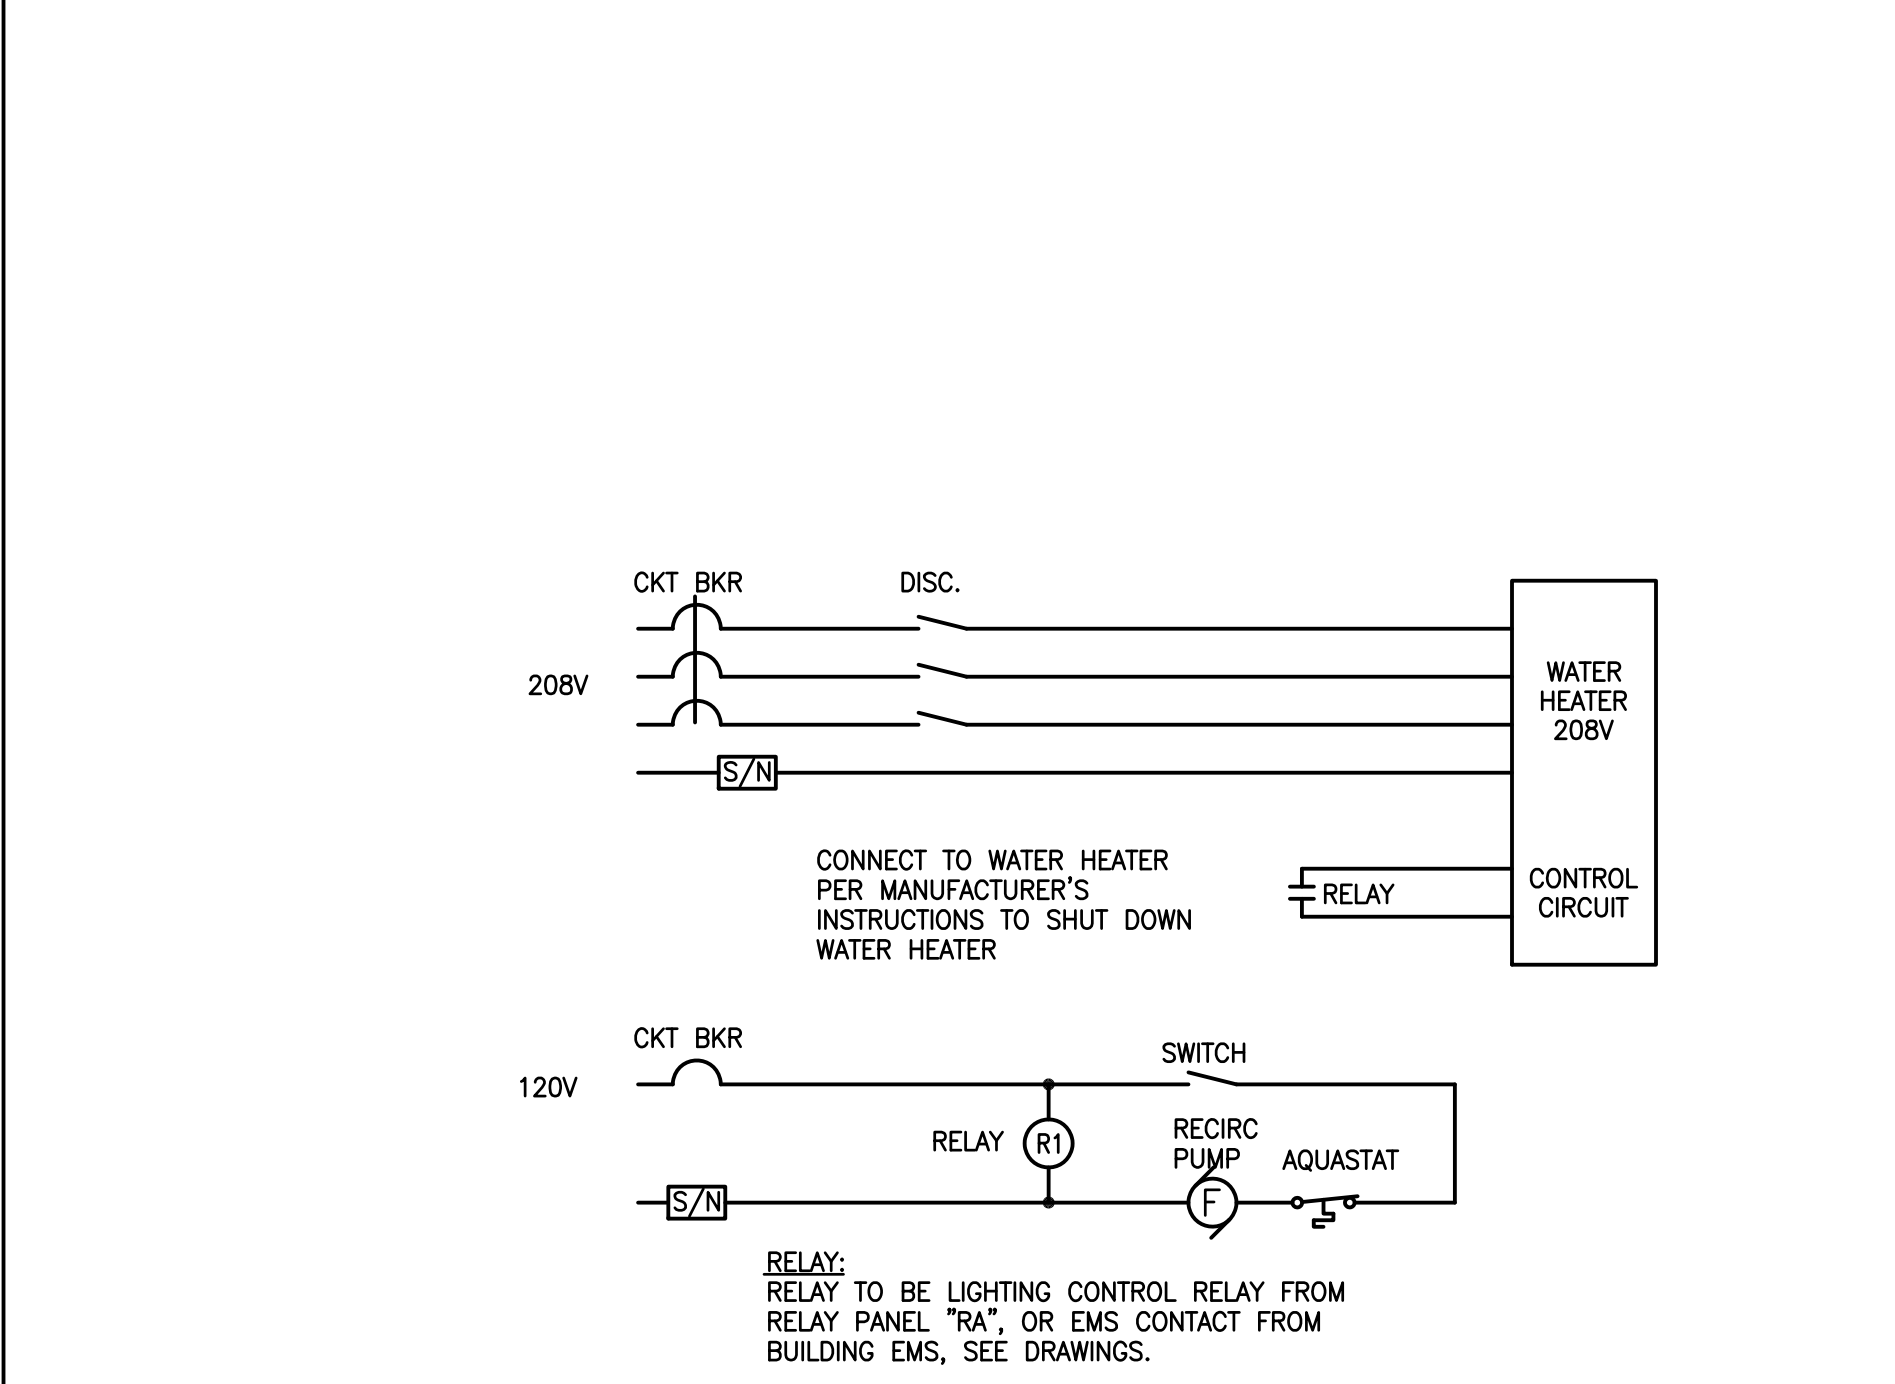 CKT BKR
DISC.
208V
WATER
HEATER
208V
S/N
CONNECT TO WATER HEATER
PER MANUFACTURER'S
INSTRUCTIONS TO SHUT DOWN
WATER HEATER
RELAY
CONTROL
CIRCUIT
CKT BKR
SWITCH
120V
RECIRC
PUMP
RELAY
R1
AQUASTAT
S/N
F
RELAY:
RELAY TO BE LIGHTING CONTROL RELAY FROM
RELAY PANEL "RA", OR EMS CONTACT FROM
BUILDING EMS, SEE DRAWINGS.